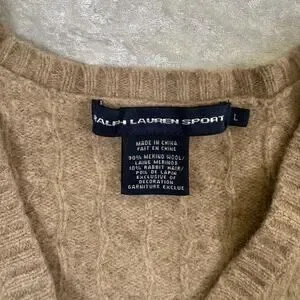 RALPH LAUREN SPORT
L
MADE IN CHINA
FAIT EN CHINE
90% MERINO WOOL/
LAINE MERINOS
10% RABBIT HAIR/
POIL DE LAPIN
EXCLUSIVE OF
DECORATION
GARNITURE EXCLUE